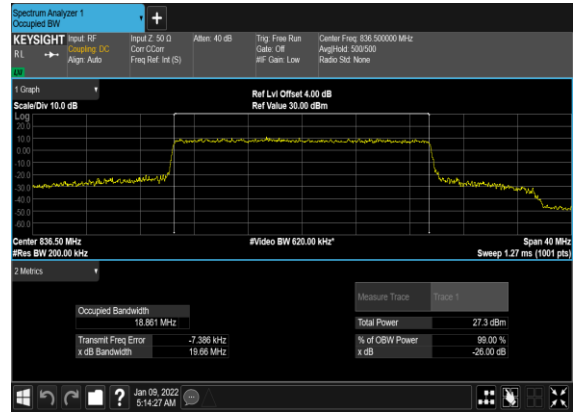 Spectrum Analyzer 1
Occupied BW
KEYSIGHT Input: RF Input Z: 50 Ω Atten: 40 dB Trig: Free Run Center Freq: 836.500000 MHz
RL Coupling: DC Corr CCorr Gate: Off Avg|Hold: 500/500
Align: Auto Freq Ref: Int (S) #IF Gain: Low Radio Std: None
1 Graph
Ref Lvl Offset 4.00 dB
Scale/Div 10.0 dB Ref Value 30.00 dBm
Log
20.0
10.0
0.00
-10.0
-20.0
-30.0
-40.0
-50.0
-60.0
Center 836.50 MHz #Video BW 620.00 kHz* Span 40 MHz
#Res BW 200.00 kHz Sweep 1.27 ms (1001 pts)
2 Metrics
Measure Trace Trace 1
Occupied Bandwidth
18.861 MHz Total Power 27.3 dBm
Transmit Freq Error -7.386 kHz % of OBW Power 99.00 %
x dB Bandwidth 19.66 MHz x dB -26.00 dB
? Jan 09, 2022
5:14:27 AM